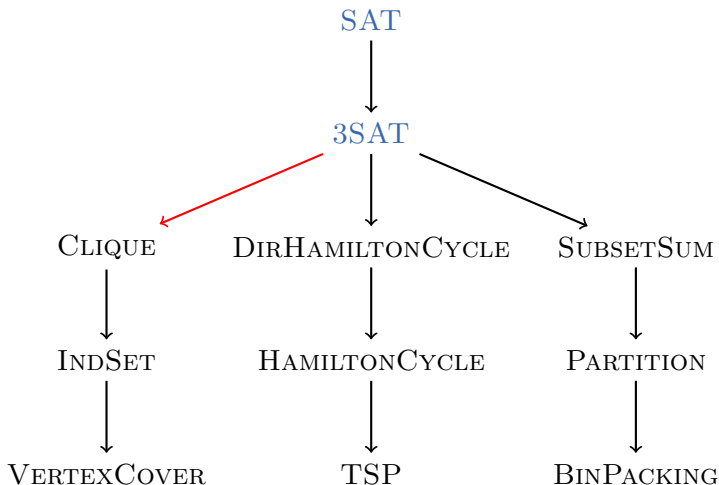 SAT
3SAT
CLIQUE DIRHAMILTONCYCLE SUBSETSUM
INDSET HAMILTONCYCLE PARTITION
VERTEXCOVER TSP BINPACKING